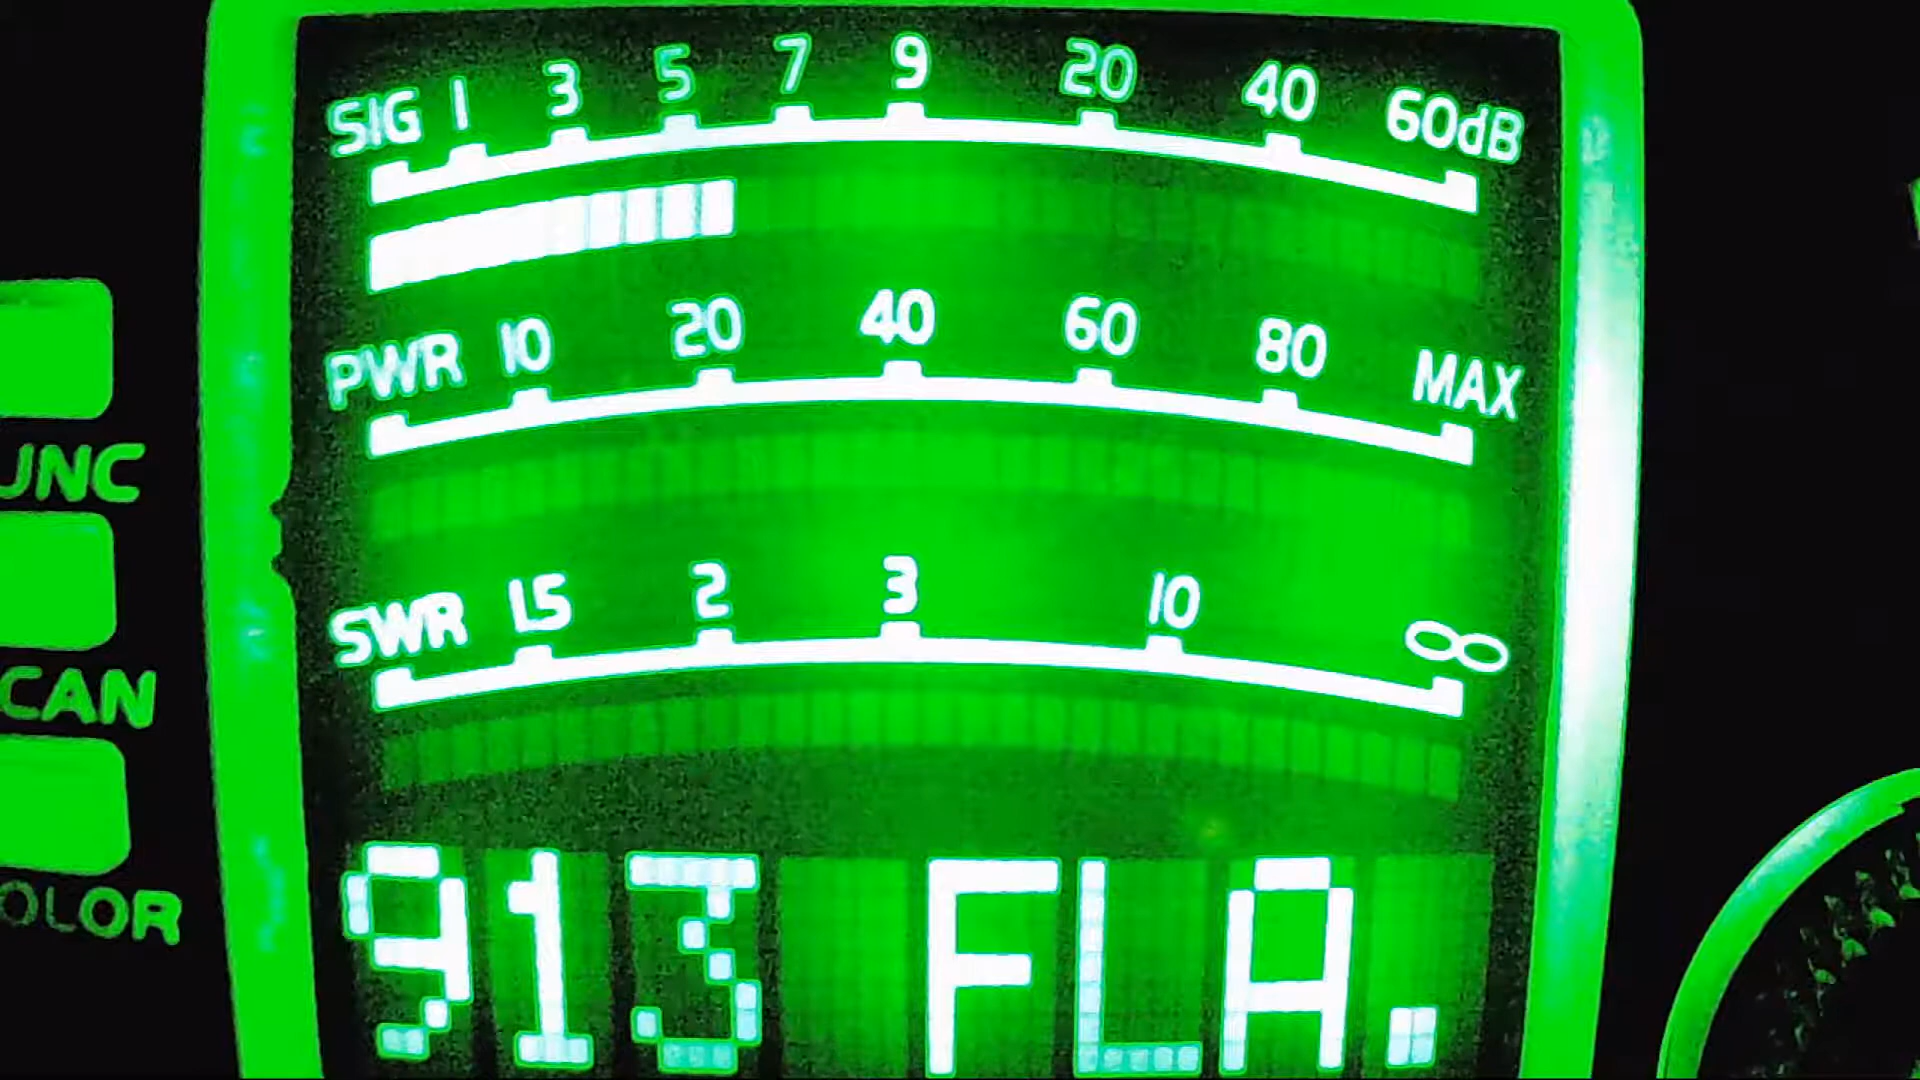 SIG 1 3 5 7 9 20 40 60dB
PWR 10 20 40 60 80 MAX
UNC
SWR 1.5 2 3 10 ∞
CAN
913 FLA.
OLOR